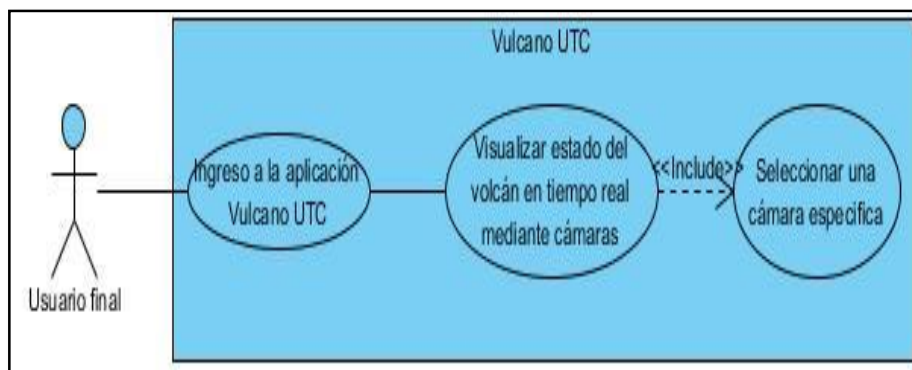 Vulcano UTC
Usuario final
Ingreso a la aplicación
Vulcano UTC
Visualizar estado del
volcán en tiempo real
mediante cámaras
<<Include>>
Seleccionar una
cámara especifica